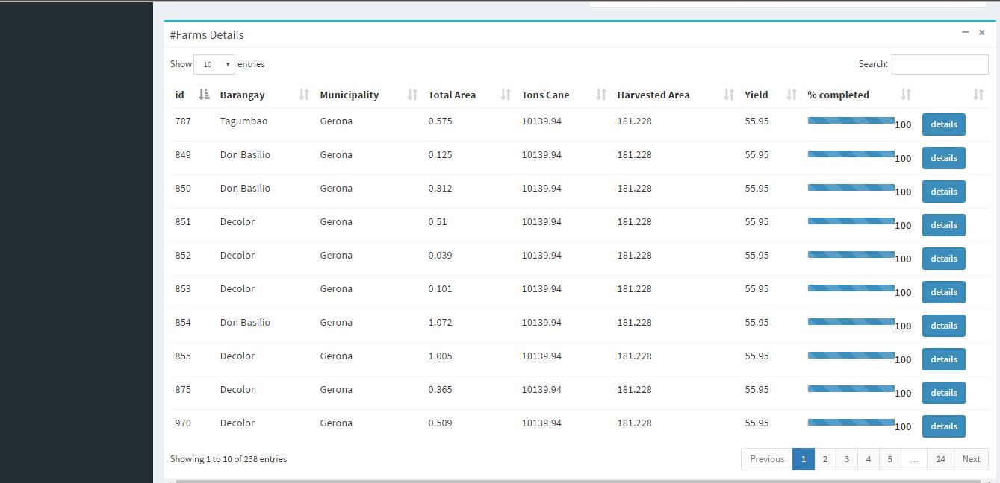 #Farms Details
Show 10 entries Search:
id Barangay Municipality Total Area Tons Cane Harvested Area Yield % completed
787 Tagumbao Gerona 0.575 10139.94 181.228 55.95 100 details
849 Don Basilio Gerona 0.125 10139.94 181.228 55.95 100 details
850 Don Basilio Gerona 0.312 10139.94 181.228 55.95 100 details
851 Decolor Gerona 0.51 10139.94 181.228 55.95 100 details
852 Decolor Gerona 0.039 10139.94 181.228 55.95 100 details
853 Decolor Gerona 0.101 10139.94 181.228 55.95 100 details
854 Don Basilio Gerona 1.072 10139.94 181.228 55.95 100 details
855 Decolor Gerona 1.005 10139.94 181.228 55.95 100 details
875 Decolor Gerona 0.365 10139.94 181.228 55.95 100 details
970 Decolor Gerona 0.509 10139.94 181.228 55.95 100 details
Showing 1 to 10 of 238 entries Previous 1 2 3 4 5 … 24 Next